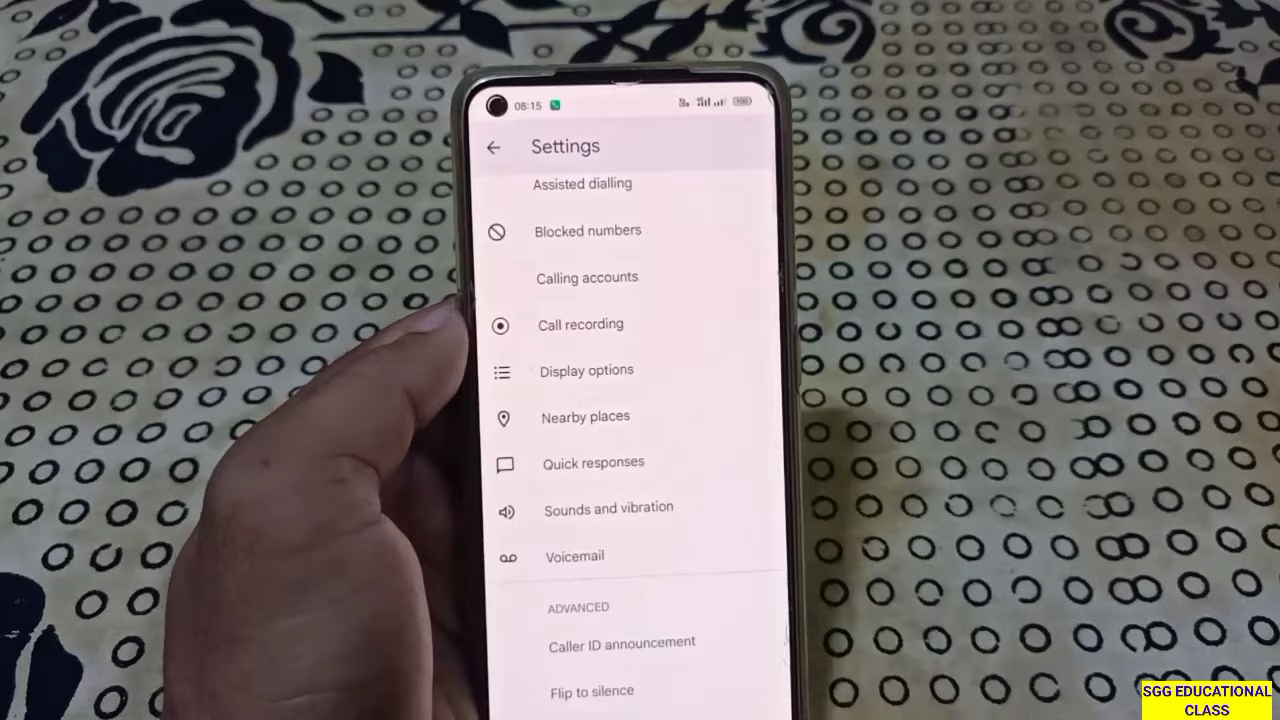 08:15
Settings
Assisted dialling
Blocked numbers
Calling accounts
Call recording
Display options
Nearby places
Quick responses
Sounds and vibration
Voicemail
ADVANCED
Caller ID announcement
Flip to silence
SGG EDUCATIONAL
CLASS